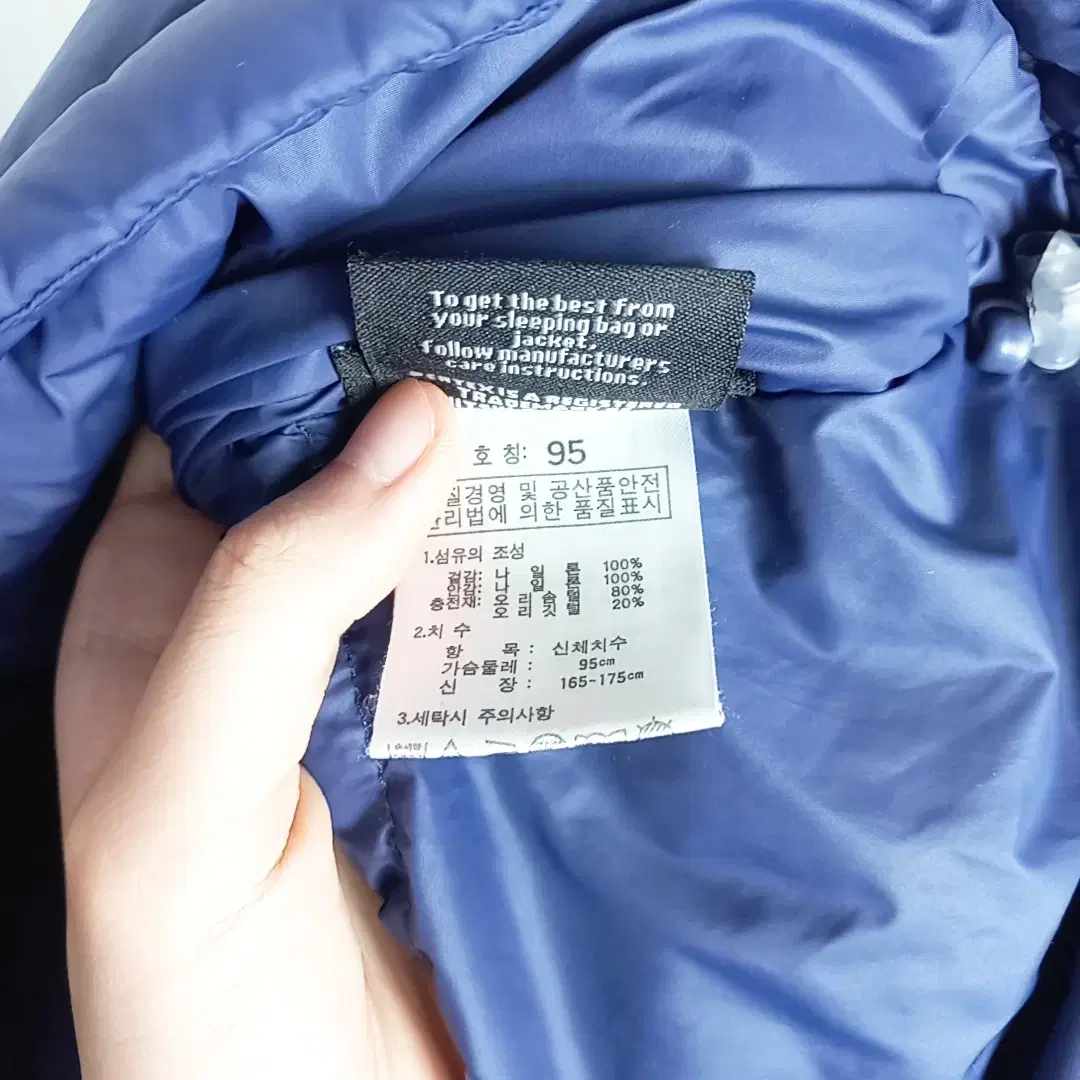 To get the best from
your sleeping bag or
jacket,
follow manufacturers
care instructions.
IS A REGISTERED
TRADEMARK
호 칭: 95
질경영 및 공산품안전
관리법에 의한 품질표시
1.섬유의 조성
겉감: 나 일 론 100%
안감: 나 일 론 100%
충전재: 오 리 솜 털 80%
오 리 깃 털 20%
2.치 수
항 목 : 신체치수
가슴둘레 : 95cm
신 장 : 165-175cm
3.세탁시 주의사항